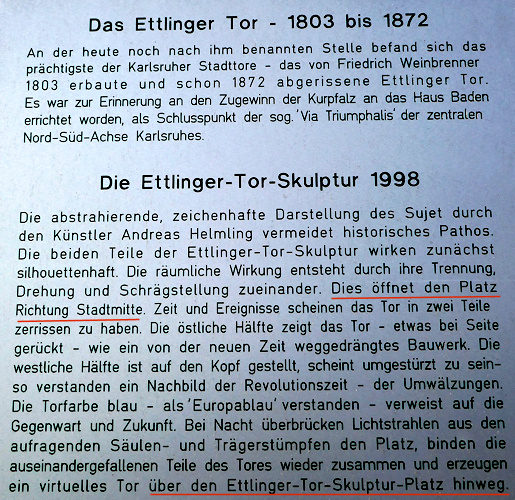 Das Ettlinger Tor - 1803 bis 1872
An der heute noch nach ihm benannten Stelle befand sich das
prächtigste der Karlsruher Stadttore - das von Friedrich Weinbrenner
1803 erbaute und schon 1872 abgerissene Ettlinger Tor.
Es war zur Erinnerung an den Zugewinn der Kurpfalz an das Haus Baden
errichtet worden, als Schlusspunkt der sog. 'Via Triumphalis' der zentralen
Nord-Süd-Achse Karlsruhes.
Die Ettlinger-Tor-Skulptur 1998
Die abstrahierende, zeichenhafte Darstellung des Sujet durch
den Künstler Andreas Helmling vermeidet historisches Pathos.
Die beiden Teile der Ettlinger-Tor-Skulptur wirken zunächst
silhouettenhaft. Die räumliche Wirkung entsteht durch ihre Trennung,
Drehung und Schrägstellung zueinander. Dies öffnet den Platz
Richtung Stadtmitte. Zeit und Ereignisse scheinen das Tor in zwei Teile
zerrissen zu haben. Die östliche Hälfte zeigt das Tor - etwas bei Seite
gerückt - wie ein von der neuen Zeit weggedrängtes Bauwerk. Die
westliche Hälfte ist auf den Kopf gestellt, scheint umgestürzt zu sein-
so verstanden ein Nachbild der Revolutionszeit - der Umwälzungen.
Die Torfarbe blau - als 'Europablau' verstanden - verweist auf die
Gegenwart und Zukunft. Bei Nacht überbrücken Lichtstrahlen aus den
aufragenden Säulen- und Trägerstümpfen den Platz, binden die
auseinandergefallenen Teile des Tores wieder zusammen und erzeugen
ein virtuelles Tor über den Ettlinger-Tor-Skulptur-Platz hinweg.